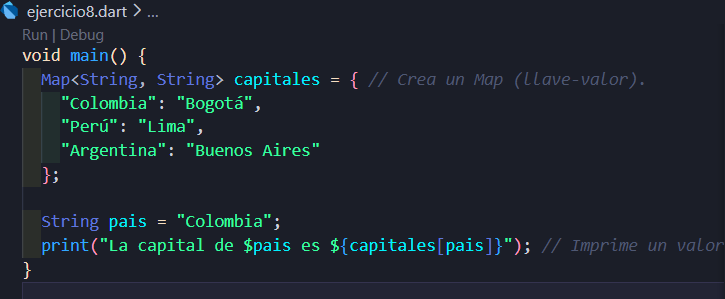 ejercicio8.dart > ...
Run | Debug
void main() {
  Map<String, String> capitales = { // Crea un Map (llave-valor).
    "Colombia": "Bogotá",
    "Perú": "Lima",
    "Argentina": "Buenos Aires"
  };

  String pais = "Colombia";
  print("La capital de $pais es ${capitales[pais]}"); // Imprime un valor
}